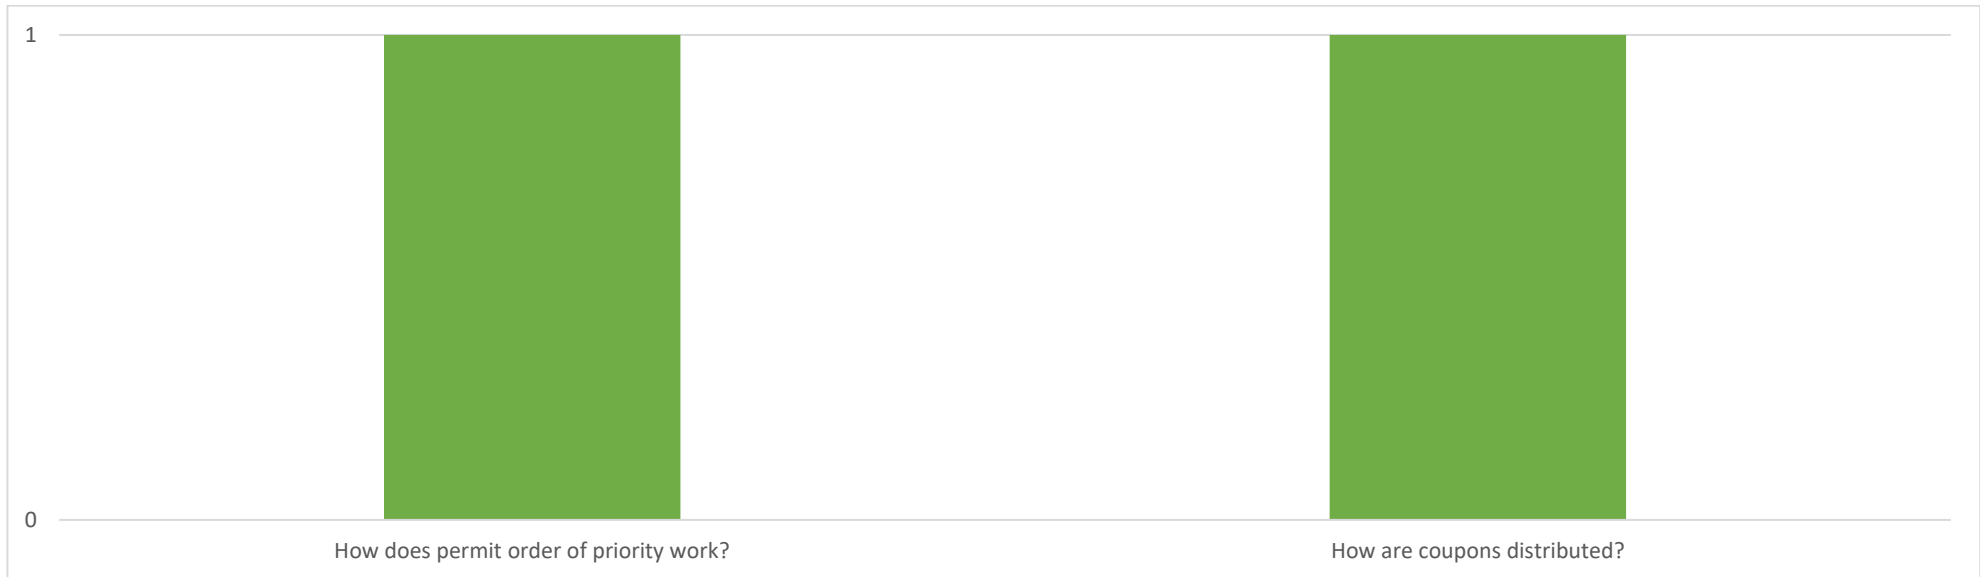 1
0
How does permit order of priority work?
How are coupons distributed?